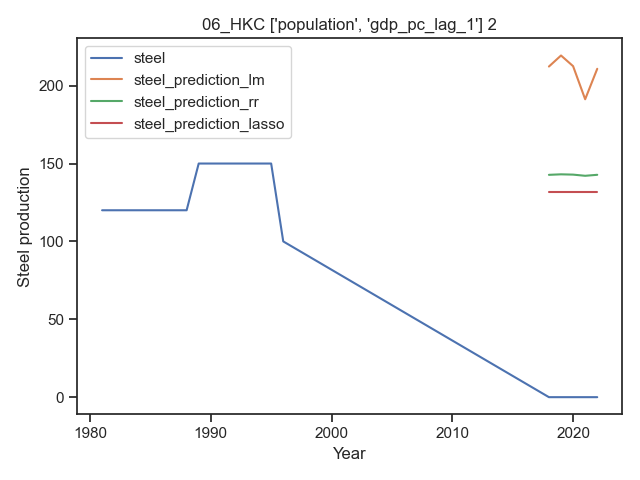 06_HKC ['population', 'gdp_pc_lag_1'] 2
steel
steel_prediction_lm
steel_prediction_rr
steel_prediction_lasso
Steel production
200
150
100
50
0
1980
1990
2000
2010
2020
Year